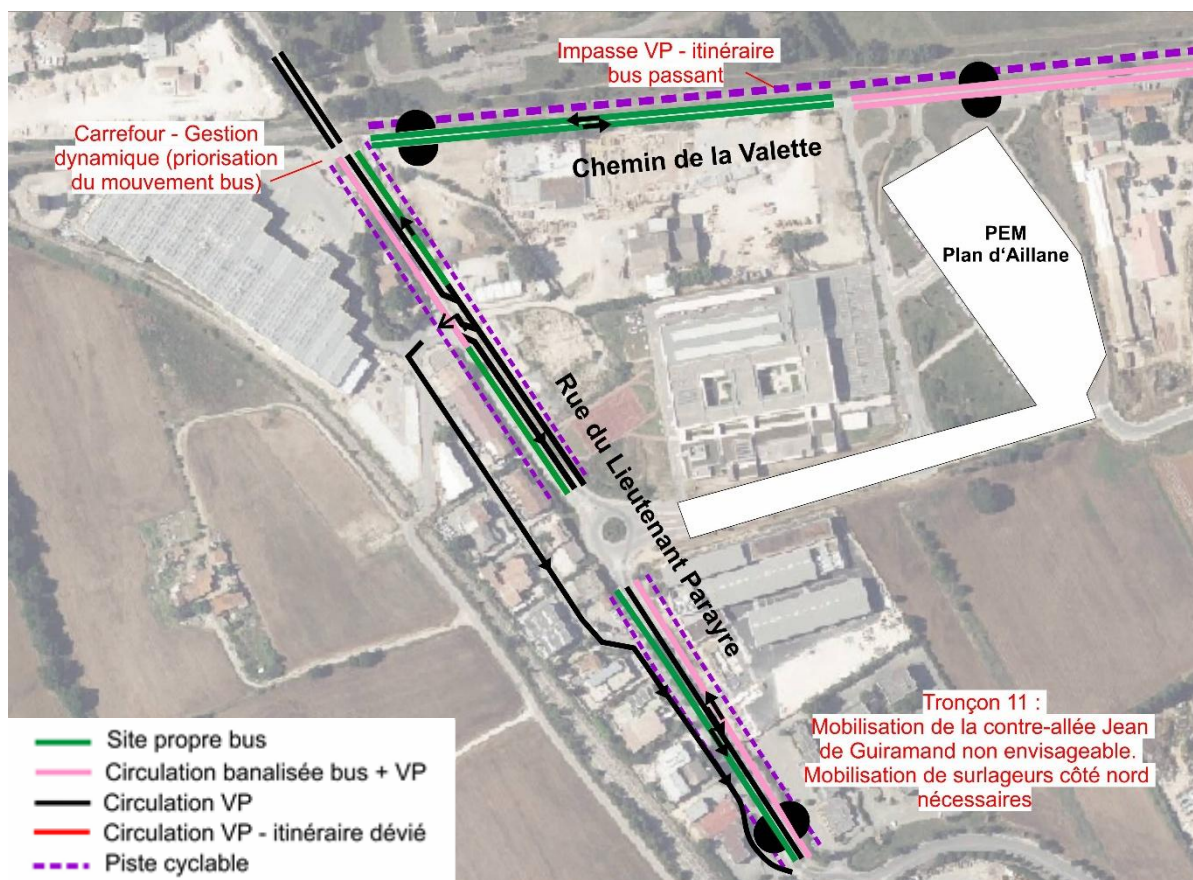 Impasse VP - itinéraire
bus passant
Carrefour - Gestion
dynamique (priorisation
du mouvement bus)
Chemin de la Valette
PEM
Plan d‘Aillane
Rue du Lieutenant Parayre
Tronçon 11 :
Mobilisation de la contre-allée Jean
de Guiramand non envisageable.
Mobilisation de surlageurs côté nord
nécessaires
Site propre bus
Circulation banalisée bus + VP
Circulation VP
Circulation VP - itinéraire dévié
Piste cyclable